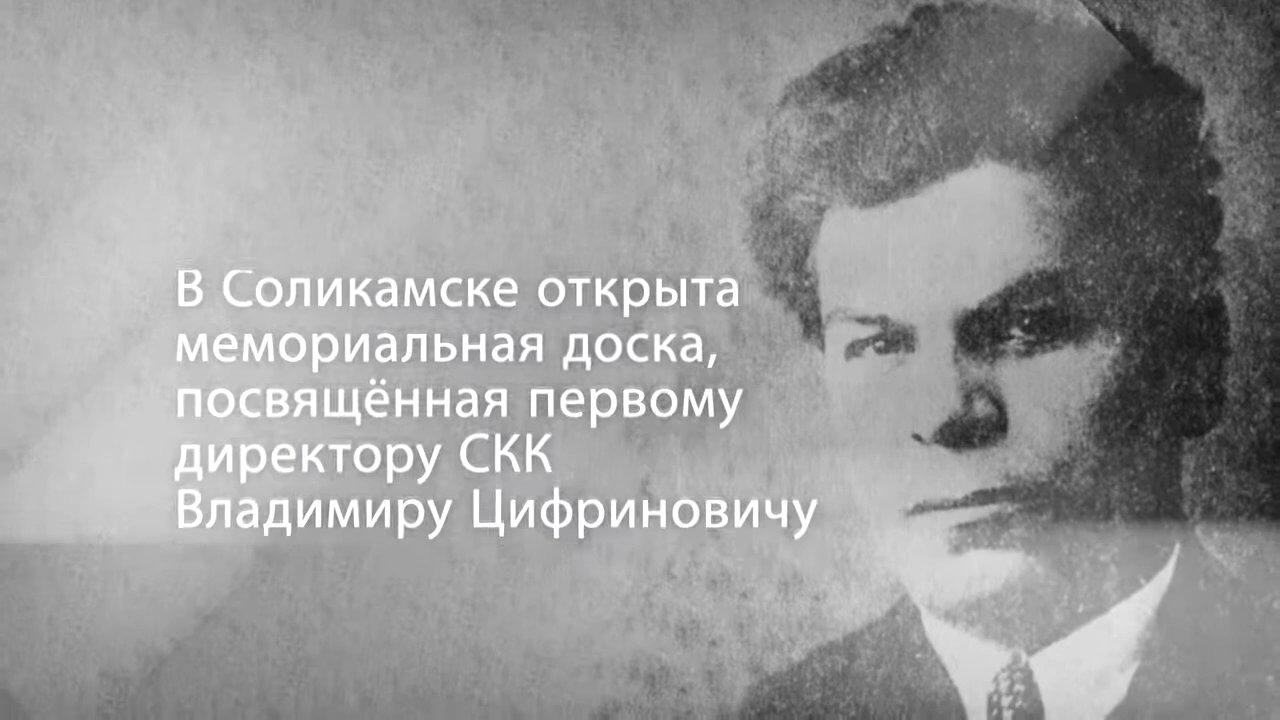 В Соликамске открыта
мемориальная доска,
посвящённая первому
директору СКК
Владимиру Цифриновичу